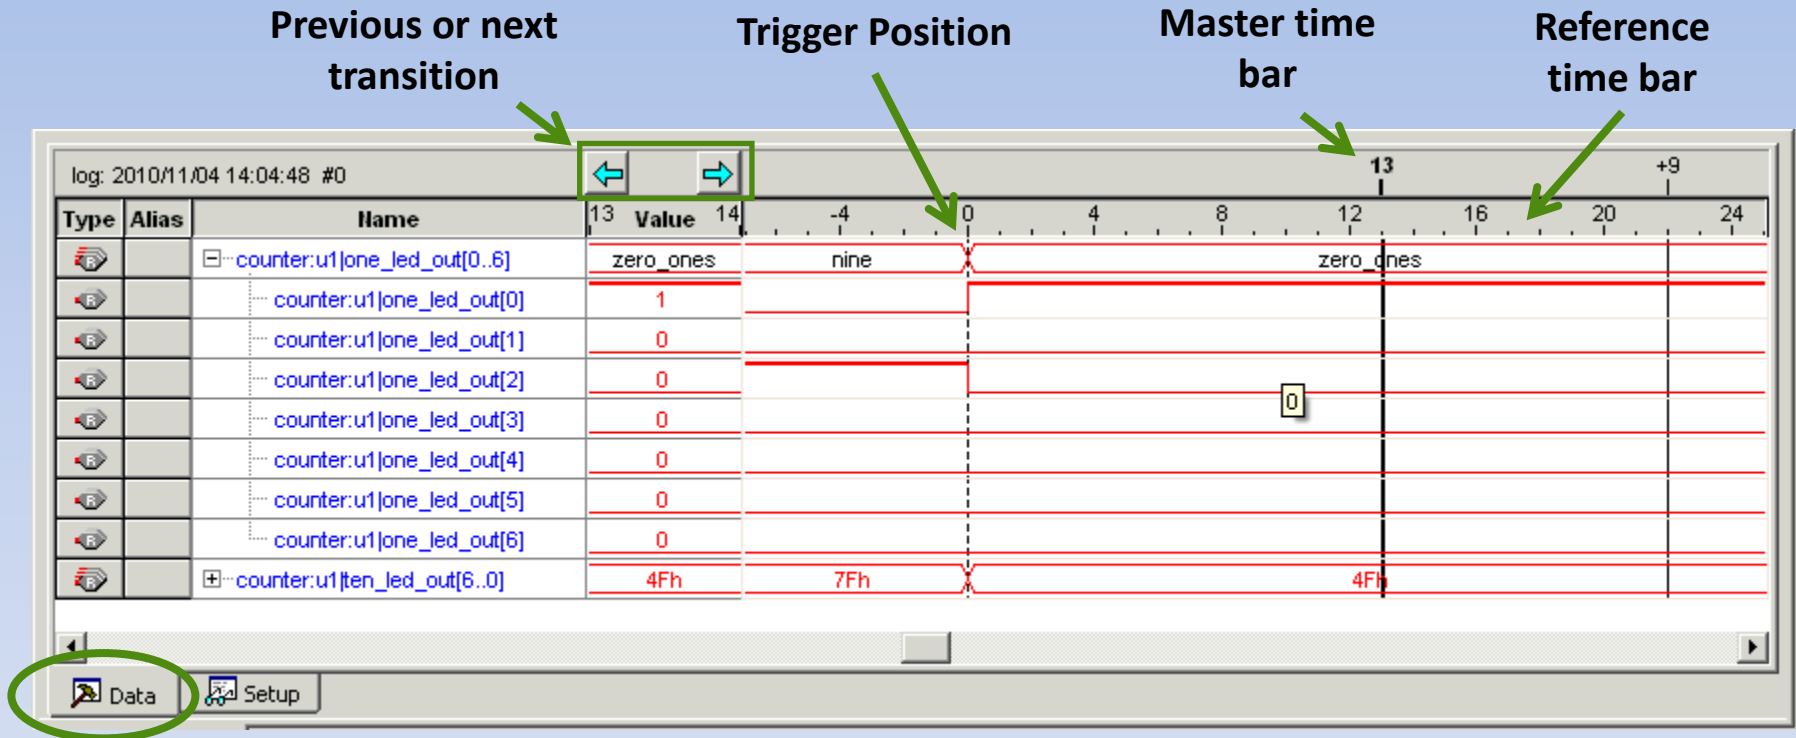 Previous or next
transition
Trigger Position
Master time
bar
Reference
time bar
log: 2010/11/04 14:04:48 #0
13
+9
Type Alias Name 13 Value 14 -4 0 4 8 12 16 20 24
counter:u1|one_led_out[0..6] zero_ones nine zero_ones
counter:u1|one_led_out[0] 1
counter:u1|one_led_out[1] 0
counter:u1|one_led_out[2] 0
0
counter:u1|one_led_out[3] 0
counter:u1|one_led_out[4] 0
counter:u1|one_led_out[5] 0
counter:u1|one_led_out[6] 0
counter:u1|ten_led_out[6..0] 4Fh 7Fh 4Fh
Data Setup